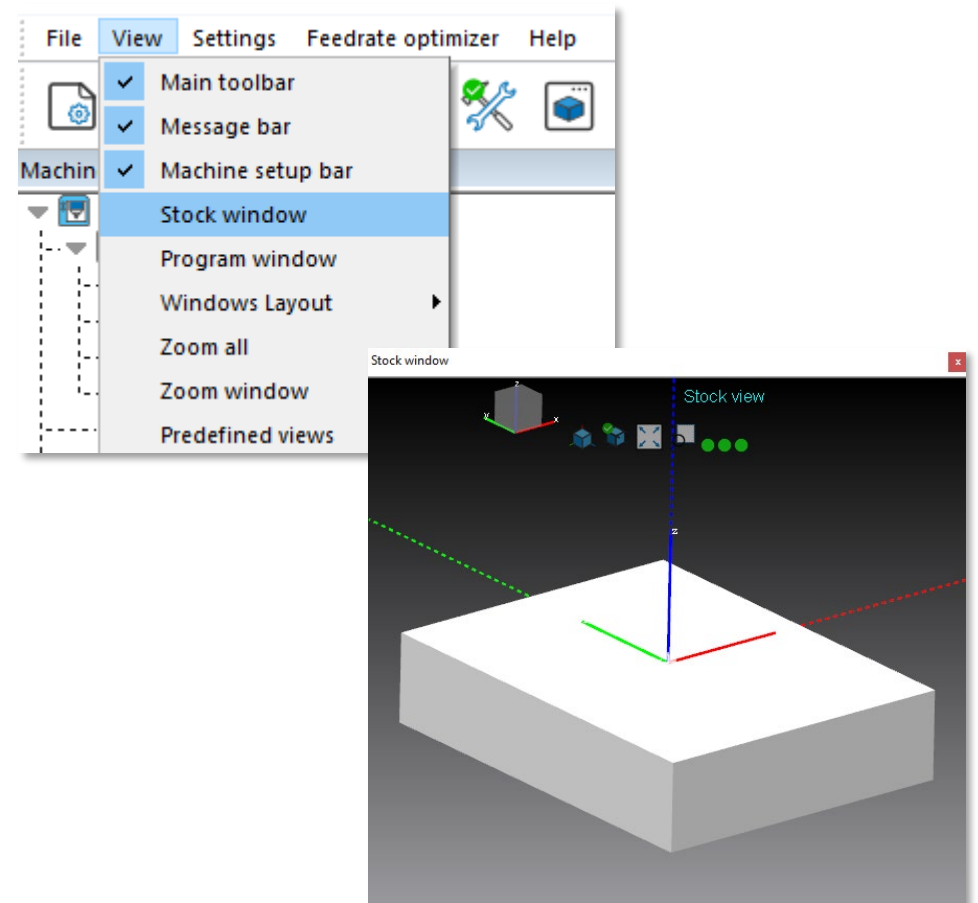 File View Settings Feedrate optimizer Help
Main toolbar
Message bar
Machin
Machine setup bar
Stock window
Program window
Windows Layout
Zoom all
Zoom window
Predefined views
Stock window
x
Stock view
z
y
x
z